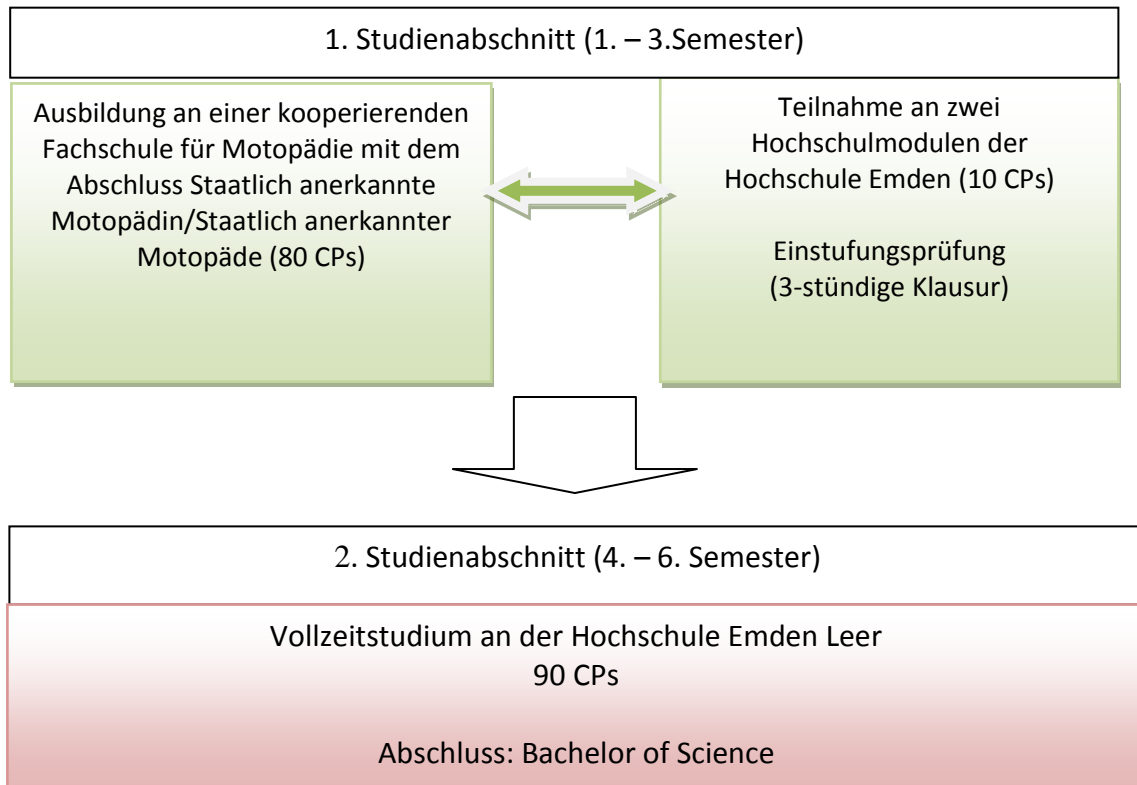 1. Studienabschnitt (1. – 3.Semester)
Ausbildung an einer kooperierenden
Fachschule für Motopädie mit dem
Abschluss Staatlich anerkannte
Motopädin/Staatlich anerkannter
Motopäde (80 CPs)
Teilnahme an zwei
Hochschulmodulen der
Hochschule Emden (10 CPs)
Einstufungsprüfung
(3-stündige Klausur)
2. Studienabschnitt (4. – 6. Semester)
Vollzeitstudium an der Hochschule Emden Leer
90 CPs
Abschluss: Bachelor of Science